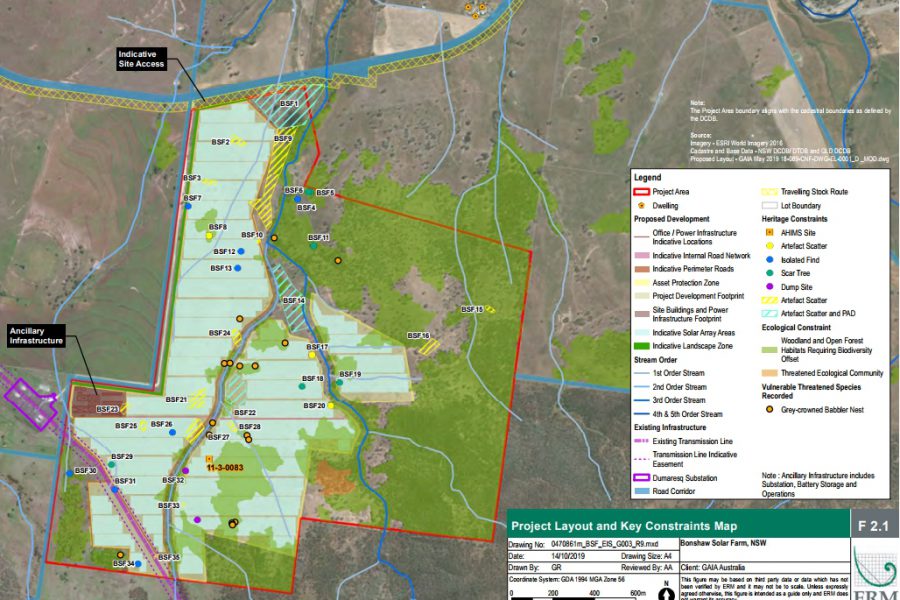 Indicative
Site Access
BSF1
BSF2
BSF9
BSF3
BSF7
BSF6
BSF5
BSF4
BSF8
BSF10
BSF11
BSF12
BSF13
BSF14
BSF15
BSF16
BSF24
BSF17
BSF18
BSF19
BSF20
BSF21
BSF22
BSF23
BSF25
BSF26
BSF27
BSF28
11-3-0083
BSF29
BSF30
BSF31
BSF32
BSF33
BSF34
BSF35
Ancillary
Infrastructure
Note:
The Project Area boundary aligns with the cadastral boundaries as defined by
the DCDB.
Source:
Imagery - ESRI World Imagery 2016
Cadastre and Base Data - NSW DCDB/DTDB and QLD DCDB
Proposed Layout - GAIA May 2019
Legend
Project Area
Dwelling
Proposed Development
Office / Power Infrastructure
Indicative Locations
Indicative Internal Road Network
Indicative Perimeter Roads
Asset Protection Zone
Project Development Footprint
Site Buildings and Power
Infrastructure Footprint
Indicative Solar Array Areas
Indicative Landscape Zone
Stream Order
1st Order Stream
2nd Order Stream
3rd Order Stream
4th & 5th Order Stream
Existing Infrastructure
Existing Transmission Line
Transmission Line Indicative
Easement
Dumaresq Substation
Road Corridor
Travelling Stock Route
Lot Boundary
Heritage Constraints
AHIMS Site
Artefact Scatter
Isolated Find
Scar Tree
Dump Site
Artefact Scatter
Artefact Scatter and PAD
Ecological Constraint
Woodland and Open Forest
Habitats Requiring Biodiversity
Offset
Threatened Ecological Community
Vulnerable Threatened Species
Recorded
Grey-crowned Babbler Nest
Note : Ancillary Infrastructure includes
Substation, Battery Storage and
Operations
Project Layout and Key Constraints Map
F 2.1
Drawing No: 0470861m_BSF_EIS_G003_R9.mxd
Date: 14/10/2019 Drawing Size: A4
Drawn By: GR Reviewed By: AA
Coordinate System: GDA 1994 MGA Zone 56
0 200 400 600m
N
Bonshaw Solar Farm, NSW
Client: GAIA Australia
This figure may be based on third party data or data which has not
been verified by ERM and it may not be to scale. Unless expressly
agreed otherwise, this figure is intended as a guide only and ERM does
not warrant its accuracy.
ERM